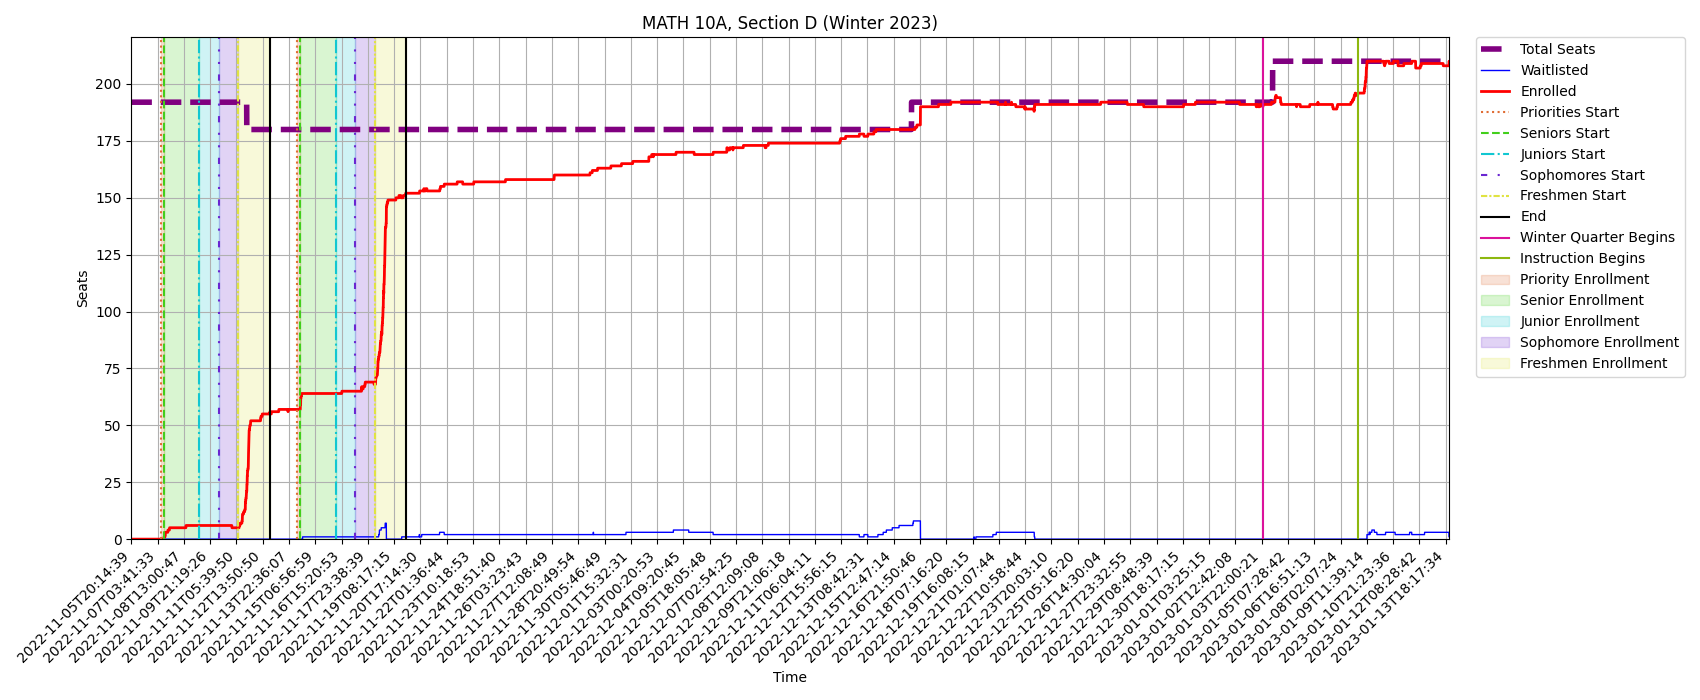 MATH 10A, Section D (Winter 2023)
Seats
200
175
150
125
100
75
50
25
0
2022-11-05T20:14:39
2022-11-07T03:41:33
2022-11-08T13:00:47
2022-11-09T21:19:26
2022-11-11T05:39:50
2022-11-12T13:50:50
2022-11-13T22:36:07
2022-11-15T06:56:59
2022-11-16T15:20:53
2022-11-17T23:38:39
2022-11-19T08:17:15
2022-11-20T17:14:30
2022-11-22T01:36:44
2022-11-23T10:18:53
2022-11-24T18:51:40
2022-11-26T03:23:43
2022-11-27T12:08:49
2022-11-28T20:49:54
2022-11-30T05:46:49
2022-12-01T15:32:31
2022-12-03T00:20:53
2022-12-04T09:20:45
2022-12-05T18:05:48
2022-12-07T02:54:25
2022-12-08T12:09:08
2022-12-09T21:06:18
2022-12-11T06:04:11
2022-12-12T15:56:15
2022-12-13T08:42:31
2022-12-15T12:47:14
2022-12-16T21:50:46
2022-12-18T07:16:20
2022-12-19T16:08:15
2022-12-21T01:07:44
2022-12-22T10:58:44
2022-12-23T20:03:10
2022-12-25T05:16:20
2022-12-26T14:30:04
2022-12-27T23:32:55
2022-12-29T08:48:39
2022-12-30T18:17:15
2023-01-01T03:25:15
2023-01-02T12:42:08
2023-01-03T22:00:21
2023-01-05T07:28:42
2023-01-06T16:51:13
2023-01-08T02:07:24
2023-01-09T11:39:14
2023-01-10T21:23:36
2023-01-12T08:28:42
2023-01-13T18:17:34
Time
Total Seats
Waitlisted
Enrolled
Priorities Start
Seniors Start
Juniors Start
Sophomores Start
Freshmen Start
End
Winter Quarter Begins
Instruction Begins
Priority Enrollment
Senior Enrollment
Junior Enrollment
Sophomore Enrollment
Freshmen Enrollment